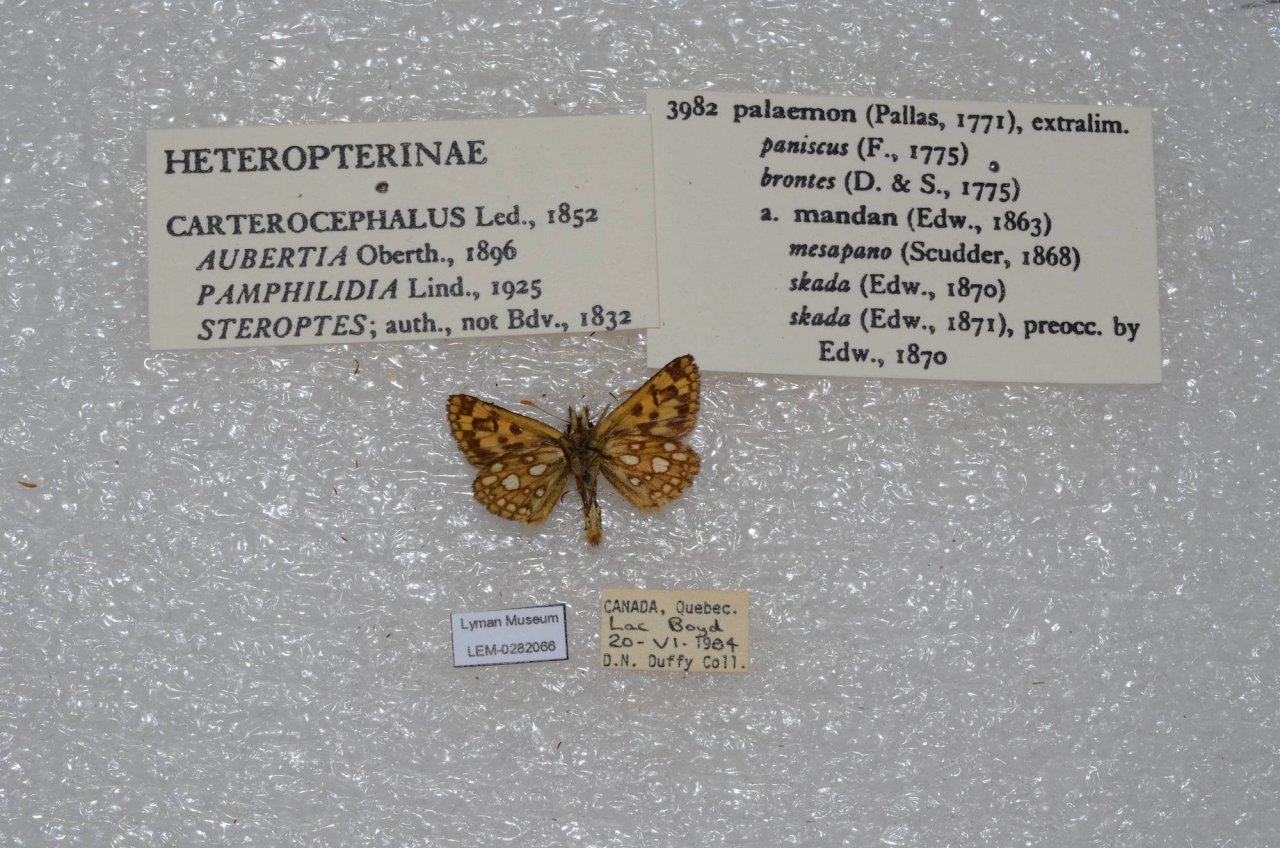 HETEROPTERINAE
CARTEROCEPHALUS Led., 1852
AUBERTIA Oberth., 1896
PAMPHILIDIA Lind., 1925
STEROPTES; auth., not Bdv., 1832
3982 palaemon (Pallas, 1771), extralim.
paniscus (F., 1775)
brontes (D. & S., 1775)
a. mandan (Edw., 1863)
mesapano (Scudder, 1868)
skada (Edw., 1870)
skada (Edw., 1871), preocc. by
Edw., 1870
Lyman Museum
LEM-0282066
CANADA, Quebec.
Lac Boyd
20-VI-1984
D.N. Duffy Coll.